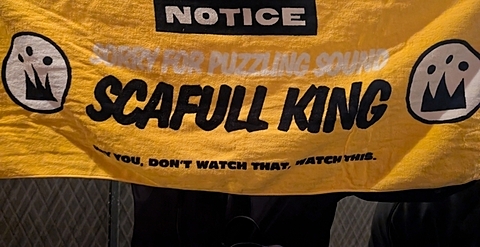 NOTICE
SORRY FOR PUZZLING SOUND
SCAFULL KING
YOU, DON'T WATCH THAT, WATCH THIS.